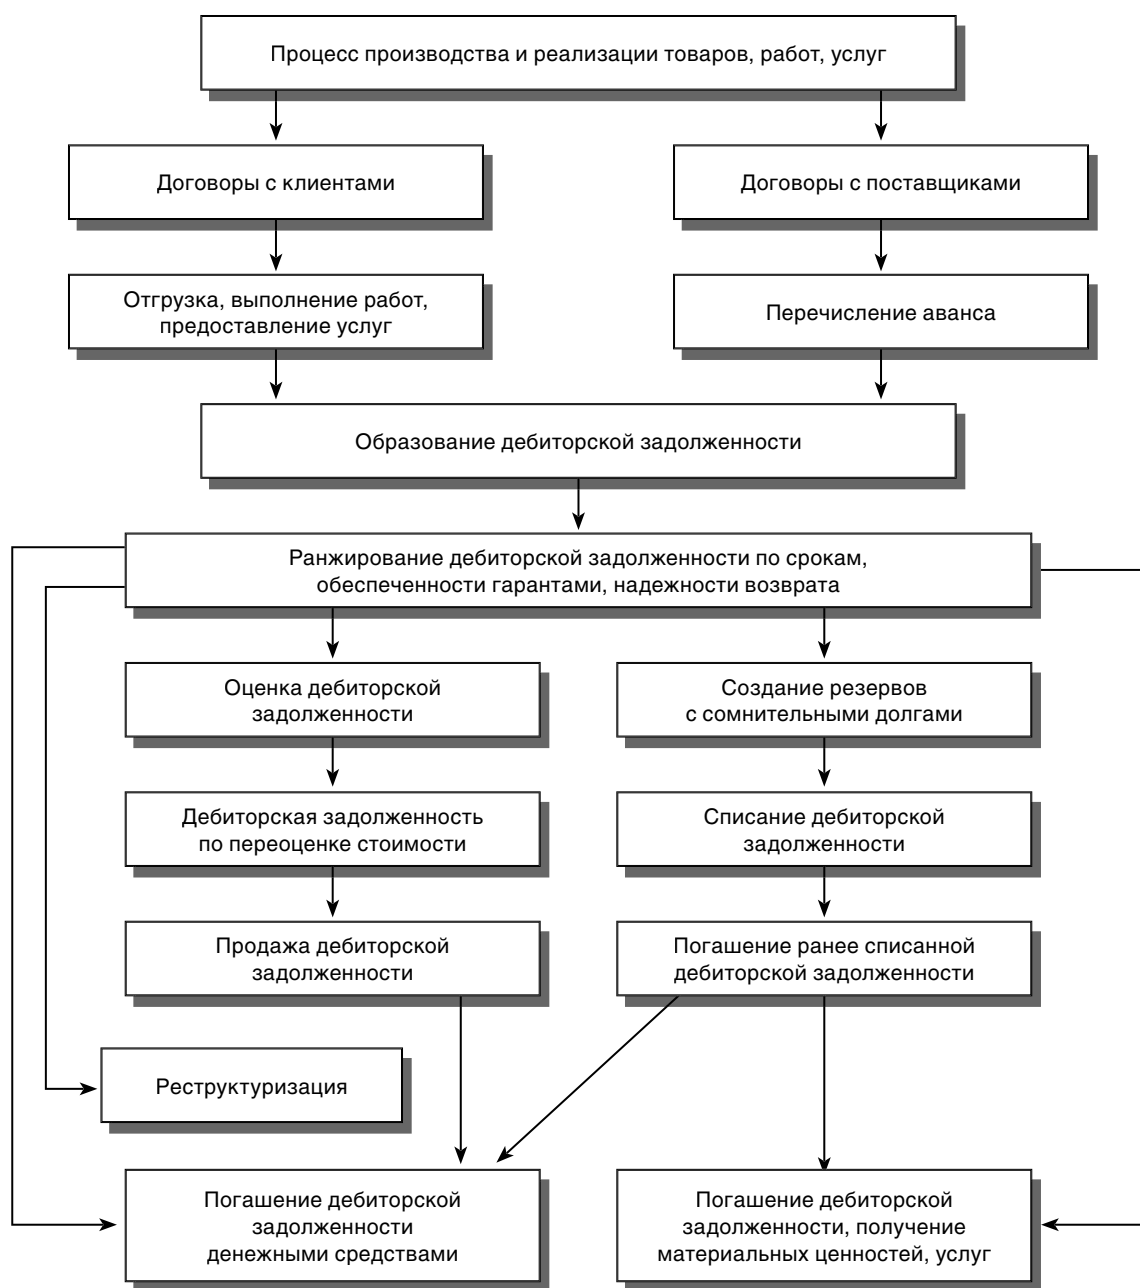 Процесс производства и реализации товаров, работ, услуг
Договоры с клиентами
Договоры с поставщиками
Отгрузка, выполнение работ,
предоставление услуг
Перечисление аванса
Образование дебиторской задолженности
Ранжирование дебиторской задолженности по срокам,
обеспеченности гарантами, надежности возврата
Оценка дебиторской
задолженности
Создание резервов
с сомнительными долгами
Дебиторская задолженность
по переоценке стоимости
Списание дебиторской
задолженности
Продажа дебиторской
задолженности
Погашение ранее списанной
дебиторской задолженности
Реструктуризация
Погашение дебиторской
задолженности
денежными средствами
Погашение дебиторской
задолженности, получение
материальных ценностей, услуг